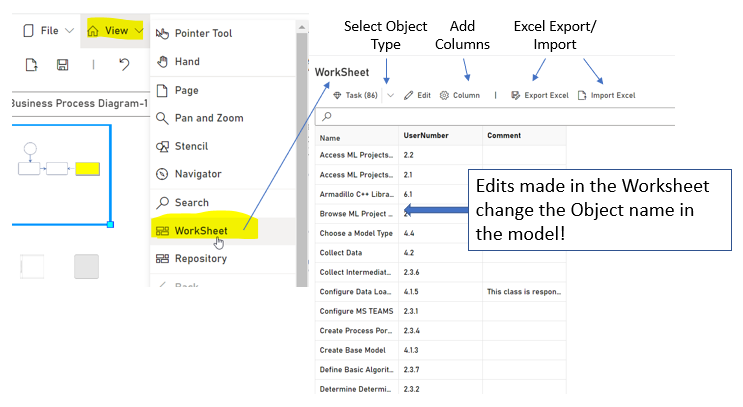 File
View
Business Process Diagram-1
Pointer Tool
Hand
Page
Pan and Zoom
Stencil
Navigator
Search
WorkSheet
Repository
Select Object
Type
Add
Columns
Excel Export/
Import
WorkSheet
Task (86) Edit Column Export Excel Import Excel
Name UserNumber Comment
Access ML Projects... 2.2
Access ML Projects... 2.1
Armadillo C++ Libra... 6.1
Browse ML Project ...
Choose a Model Type 4.4
Collect Data 4.2
Collect Intermediat... 2.3.6
Configure Data Loa... 4.1.5 This class is respon...
Configure MS TEAMS 2.3.1
Create Process Por... 2.3.4
Create Base Model 4.1.3
Define Basic Algorit... 2.3.7
Determine Determi... 2.3.2
Edits made in the Worksheet
change the Object name in
the model!